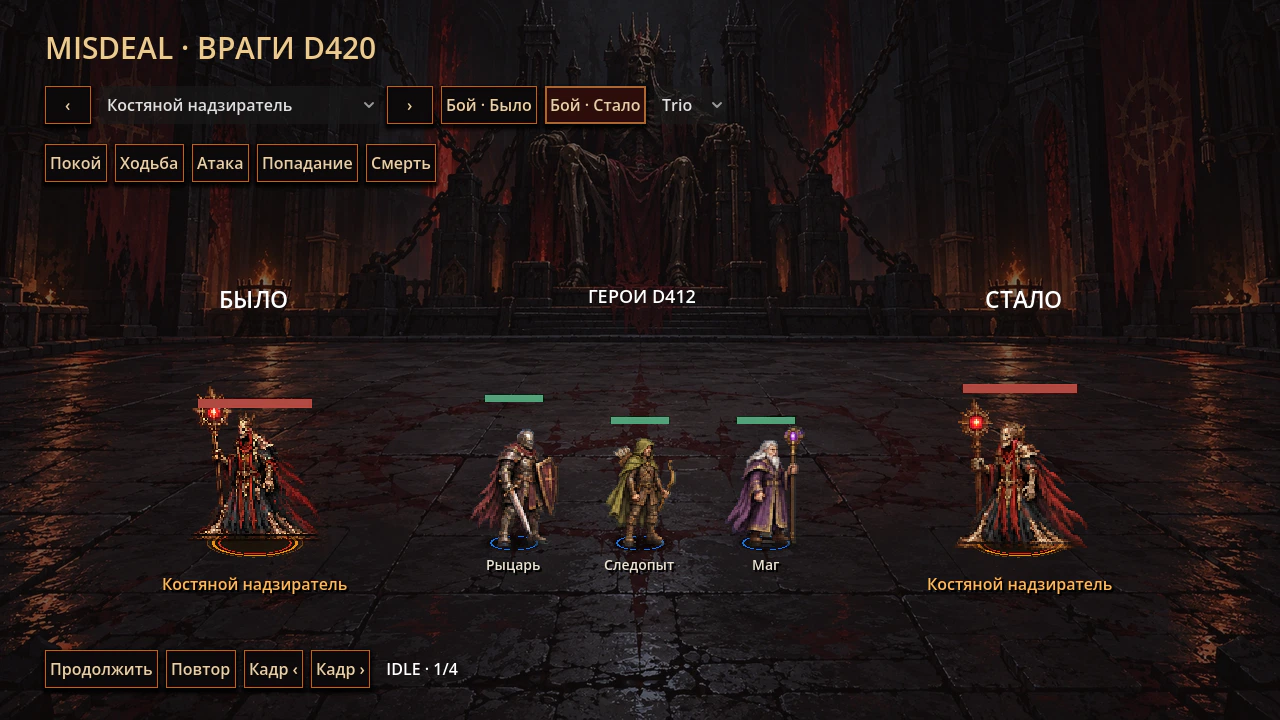 MISDEAL · ВРАГИ D420
‹ Костяной надзиратель › Бой · Было Бой · Стало Trio
Покой Ходьба Атака Попадание Смерть
БЫЛО ГЕРОИ D412 СТАЛО
Рыцарь Следопыт Маг
Костяной надзиратель Костяной надзиратель
Продолжить Повтор Кадр ‹ Кадр › IDLE · 1/4